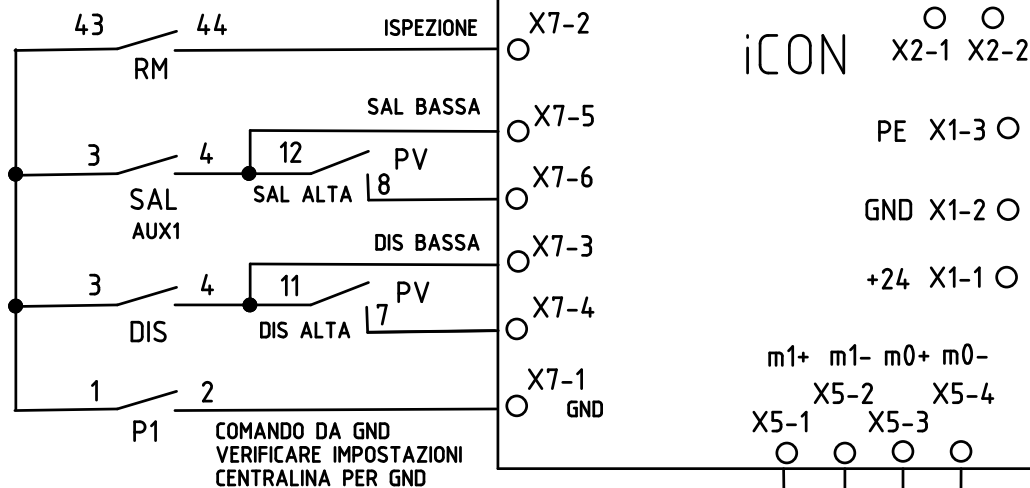 43 44 ISPEZIONE X7-2
RM
iCON
X2-1 X2-2
SAL BASSA X7-5
PE X1-3
3 4 12 PV
SAL ALTA 8 X7-6
SAL
AUX1
GND X1-2
DIS BASSA X7-3
3 4 11 PV
DIS ALTA 7 X7-4
DIS
+24 X1-1
m1+ m1- m0+ m0-
1 2 X7-1
GND
P1
X5-2 X5-4
X5-1 X5-3
COMANDO DA GND
VERIFICARE IMPOSTAZIONI
CENTRALINA PER GND